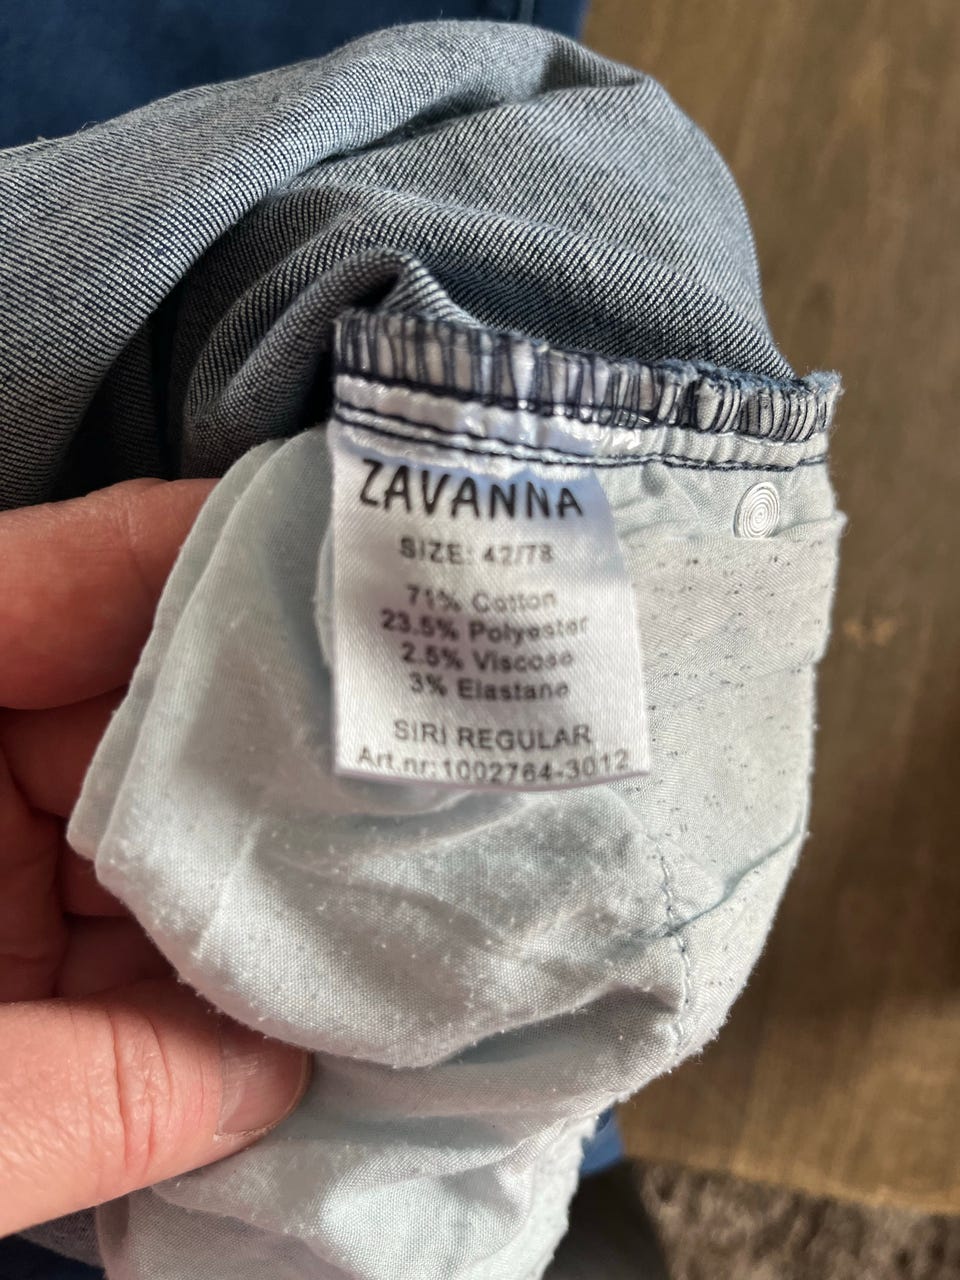 ZAVANNA
SIZE: 42/78
71% Cotton
23.5% Polyester
2.5% Viscose
3% Elastane
SIRI REGULAR
Art.nr:1002764-3012